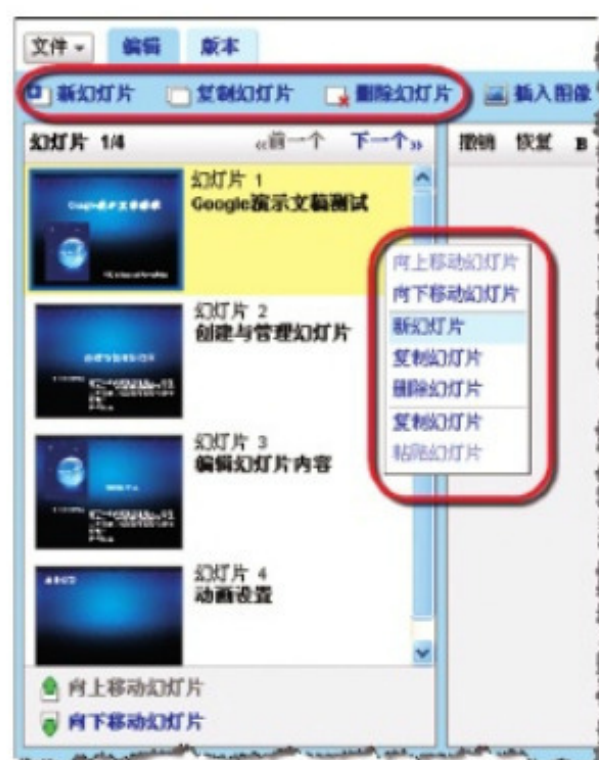 文件 编辑 版本
新幻灯片 复制幻灯片 删除幻灯片 插入图像
幻灯片 1/4 «前一个 下一个» 撤销 恢复 B
幻灯片 1
Google演示文稿测试
向上移动幻灯片
向下移动幻灯片
新幻灯片
复制幻灯片
删除幻灯片
复制幻灯片
粘贴幻灯片
幻灯片 2
创建与管理幻灯片
幻灯片 3
编辑幻灯片内容
幻灯片 4
动画设置
向上移动幻灯片
向下移动幻灯片